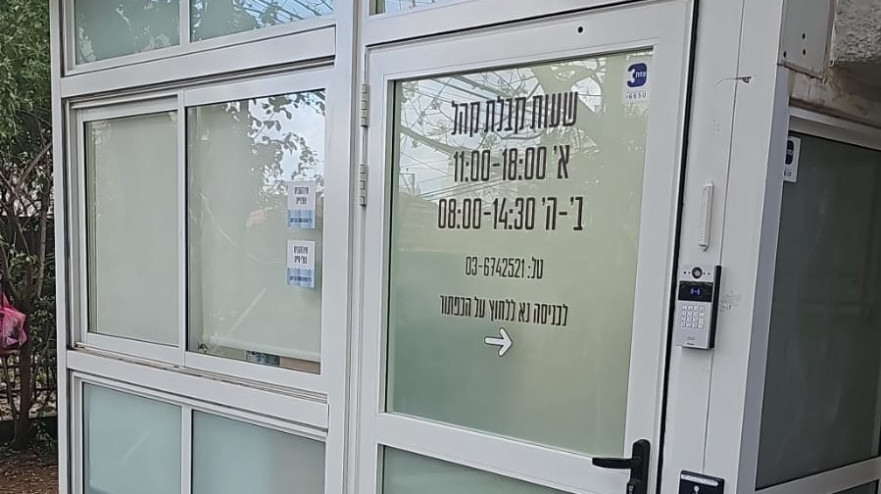 שעות קבלת קהל
א' 11:00-18:00
ב'-ה' 08:00-14:30
טל: 03-6742521
לכניסה נא ללחוץ על הכפתור